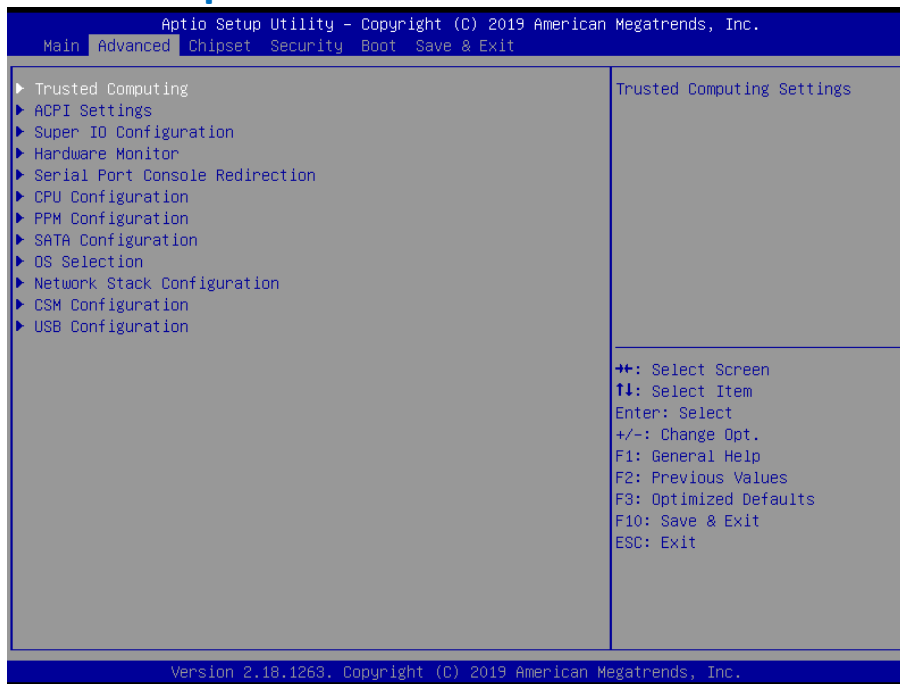 Aptio Setup Utility – Copyright (C) 2019 American Megatrends, Inc.
Main Advanced Chipset Security Boot Save & Exit
Trusted Computing
ACPI Settings
Super IO Configuration
Hardware Monitor
Serial Port Console Redirection
CPU Configuration
PPM Configuration
SATA Configuration
OS Selection
Network Stack Configuration
CSM Configuration
USB Configuration
Trusted Computing Settings
→←: Select Screen
↑↓: Select Item
Enter: Select
+/-: Change Opt.
F1: General Help
F2: Previous Values
F3: Optimized Defaults
F10: Save & Exit
ESC: Exit
Version 2.18.1263. Copyright (C) 2019 American Megatrends, Inc.